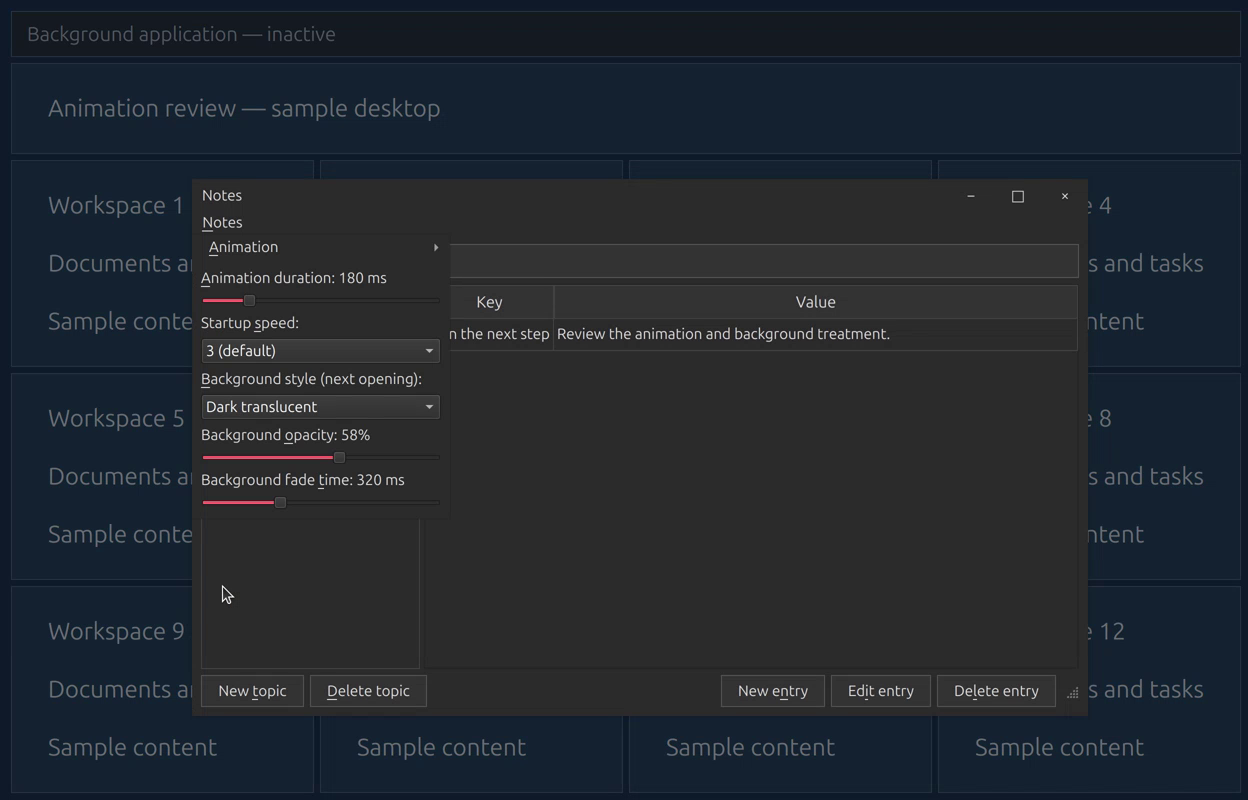 Background application — inactive
Animation review — sample desktop
Workspace 1
Documents a
Sample conte
e 4
s and tasks
ntent
Notes
Notes
Animation
Animation duration: 180 ms
Startup speed:
3 (default)
Background style (next opening):
Dark translucent
Background opacity: 58%
Background fade time: 320 ms
Key
Value
n the next step
Review the animation and background treatment.
Workspace 5
Documents a
Sample conte
e 8
s and tasks
ntent
New topic
Delete topic
New entry
Edit entry
Delete entry
Workspace 9
Documents a
Sample content
Sample content
Sample content
e 12
s and tasks
Sample content